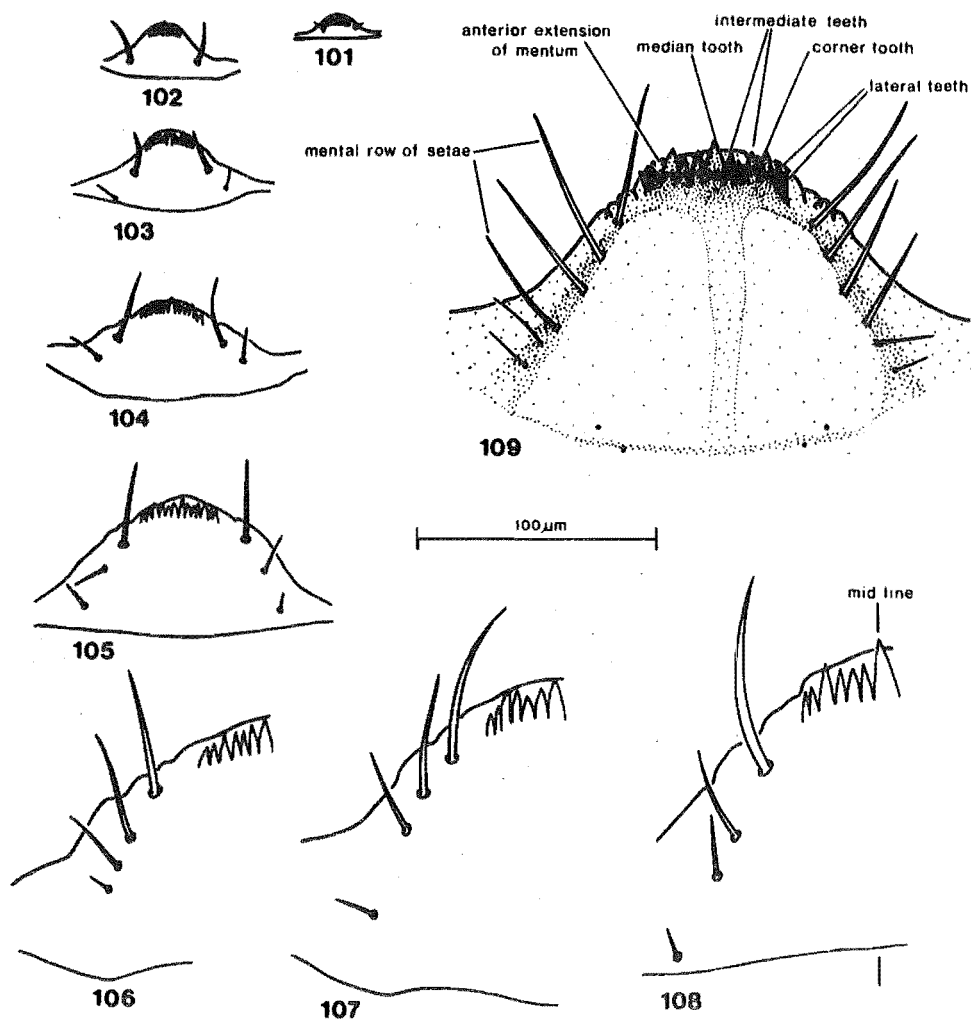 101
102
103
104
105
106
107
108
109
anterior extension
of mentum
median tooth
intermediate teeth
corner tooth
lateral teeth
mental row of setae
100µm
mid line